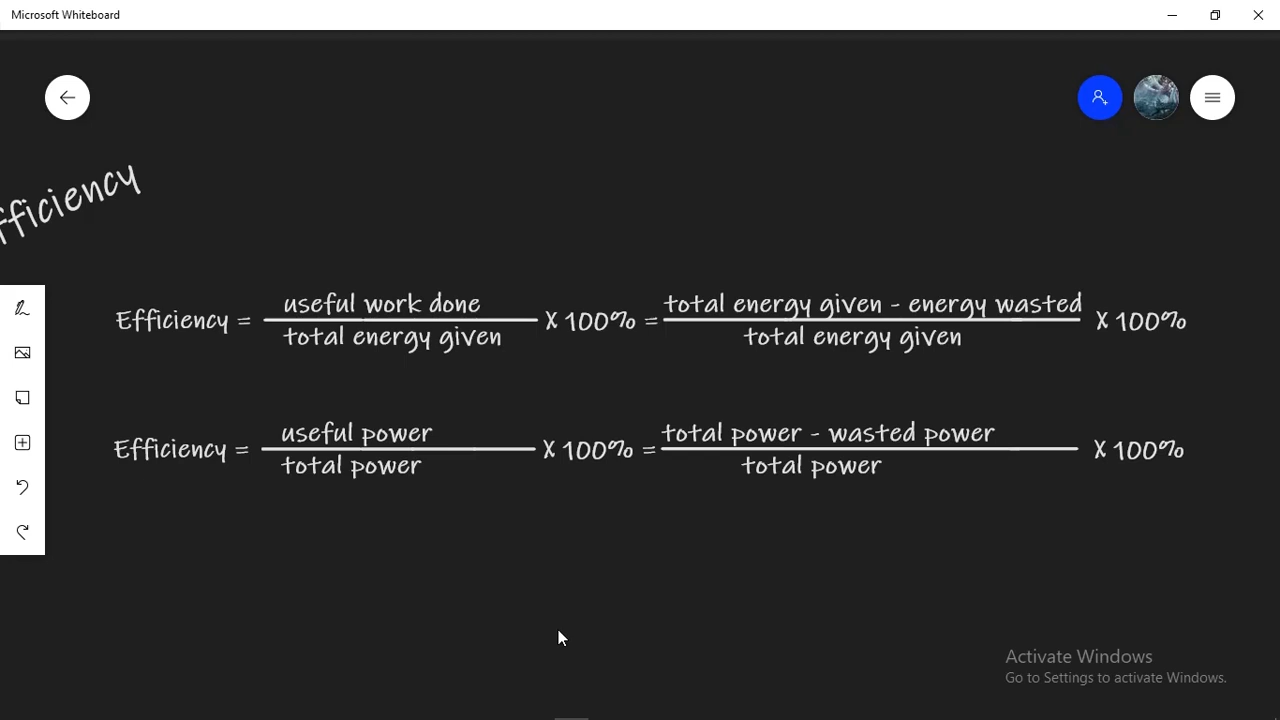 Microsoft Whiteboard
fficiency
Efficiency = useful work done / total energy given X 100% = total energy given - energy wasted / total energy given X 100%
Efficiency = useful power / total power X 100% = total power - wasted power / total power X 100%
Activate Windows
Go to Settings to activate Windows.